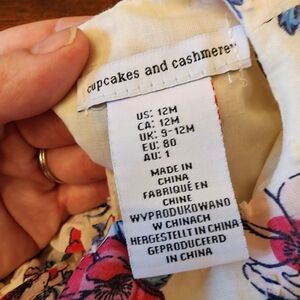 cupcakes and cashmere
US: 12M
CA: 12M
UK: 9-12M
EU: 80
AU: 1
MADE IN
CHINA
FABRIQUÉ EN
CHINE
WYPRODUKOWANO
W CHINACH
HERGESTELLT IN CHINA
GEPRODUCEERD
IN CHINA